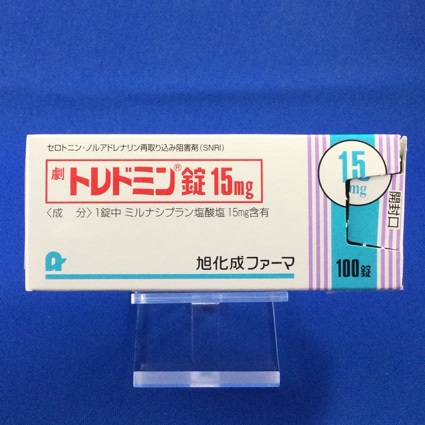 セロトニン・ノルアドレナリン再取り込み阻害剤(SNRI)
劇 トレドミン®錠 15mg
〈成 分〉1錠中 ミルナシプラン塩酸塩 15mg含有
旭化成ファーマ
15
mg
開封口
100錠